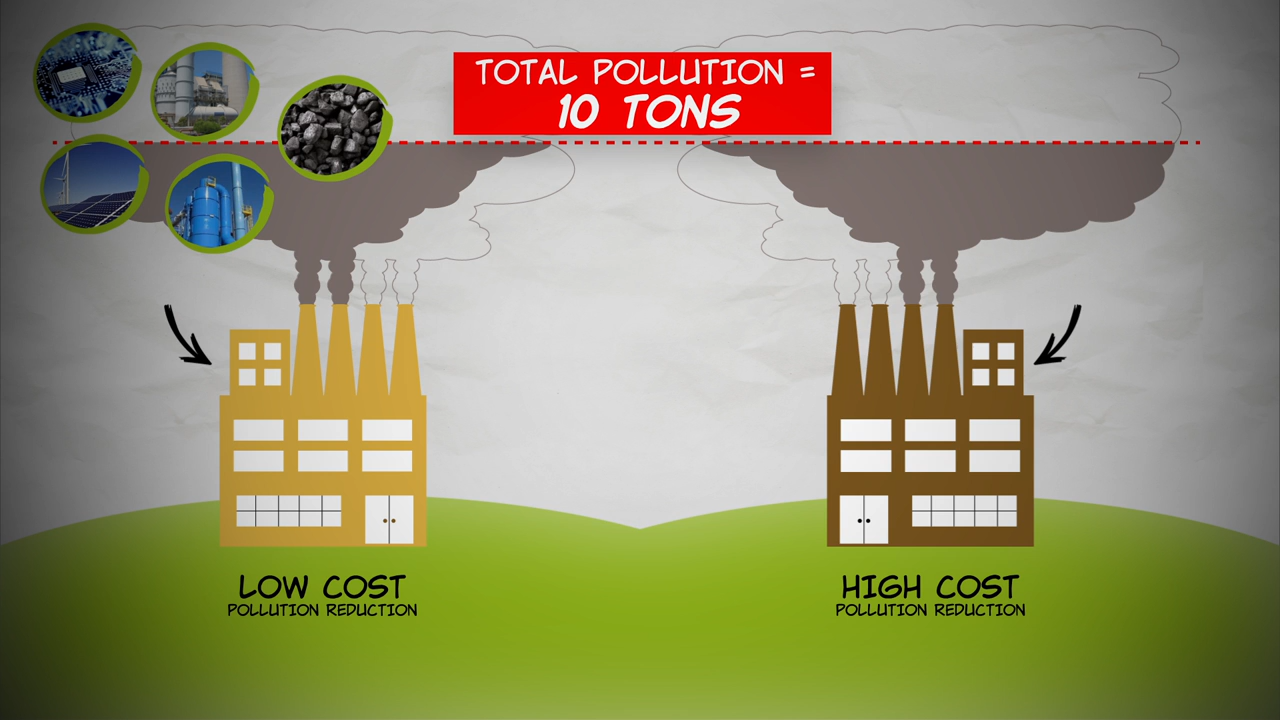 TOTAL POLLUTION =
10 TONS
LOW COST
POLLUTION REDUCTION
HIGH COST
POLLUTION REDUCTION